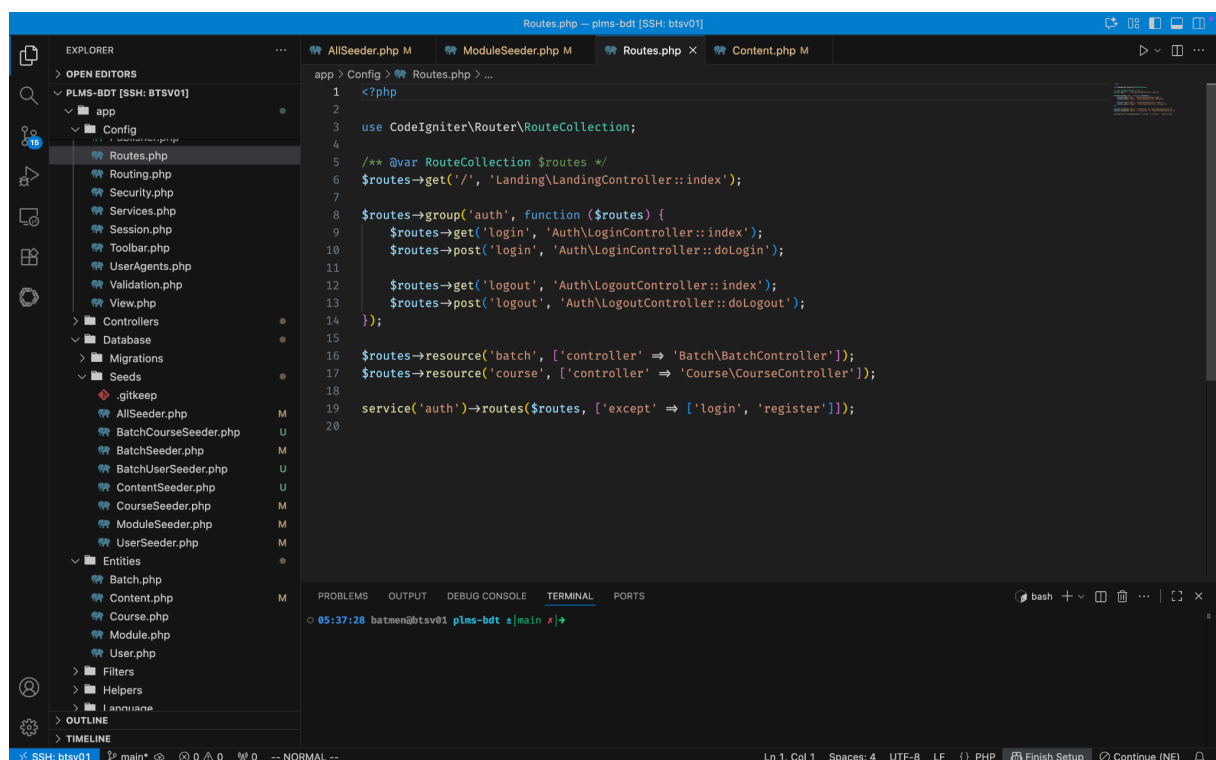 Routes.php — plms-bdt [SSH: btsv01]
EXPLORER
AllSeeder.php M
ModuleSeeder.php M
Routes.php
Content.php M
OPEN EDITORS
PLMS-BDT [SSH: BTSV01]
app
Config
Publisher.php
Routes.php
Routing.php
Security.php
Services.php
Session.php
Toolbar.php
UserAgents.php
Validation.php
View.php
Controllers
Database
Migrations
Seeds
.gitkeep
AllSeeder.php M
BatchCourseSeeder.php U
BatchSeeder.php M
BatchUserSeeder.php U
ContentSeeder.php U
CourseSeeder.php M
ModuleSeeder.php M
UserSeeder.php M
Entities
Batch.php
Content.php M
Course.php
Module.php
User.php
Filters
Helpers
Language
OUTLINE
TIMELINE
15
app > Config > Routes.php > ...
1 <?php
2
3 use CodeIgniter\Router\RouteCollection;
4
5 /** @var RouteCollection $routes */
6 $routes->get('/', 'Landing\LandingController::index');
7
8 $routes->group('auth', function ($routes) {
9 $routes->get('login', 'Auth\LoginController::index');
10 $routes->post('login', 'Auth\LoginController::doLogin');
11
12 $routes->get('logout', 'Auth\LogoutController::index');
13 $routes->post('logout', 'Auth\LogoutController::doLogout');
14 });
15
16 $routes->resource('batch', ['controller' => 'Batch\BatchController']);
17 $routes->resource('course', ['controller' => 'Course\CourseController']);
18
19 service('auth')->routes($routes, ['except' => ['login', 'register']]);
20
PROBLEMS OUTPUT DEBUG CONSOLE TERMINAL PORTS
bash
05:37:28 batmen@btsv01 plms-bdt ±|main ✗|→
SSH: btsv01 main* 0 0 0 -- NORMAL --
Ln 1, Col 1 Spaces: 4 UTF-8 LF {} PHP Finish Setup Continue (NE)